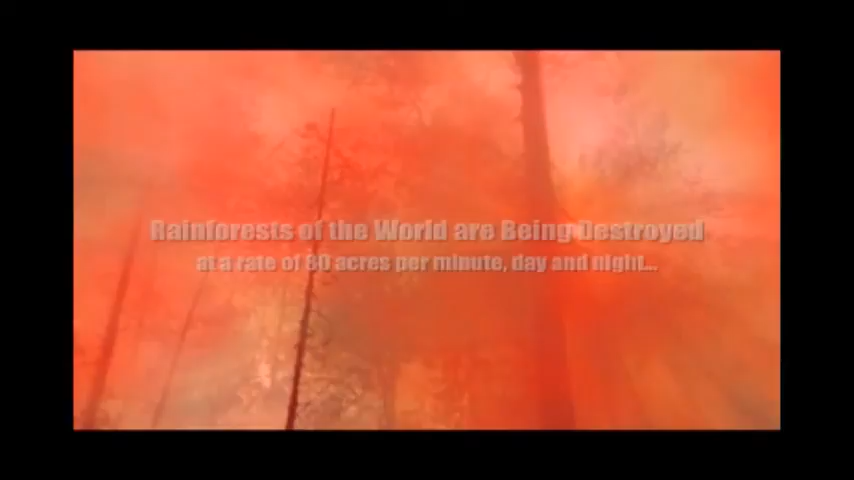 Rainforests of the World are Being Destroyed
at a rate of 80 acres per minute, day and night...